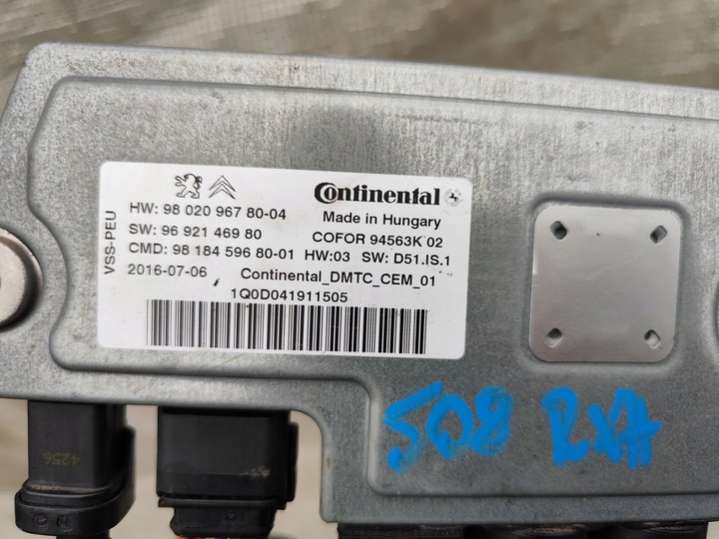 Continental
HW: 98 020 967 80-04
Made in Hungary
SW: 96 921 469 80
COFOR 94563K 02
CMD: 98 184 596 80-01 HW:03 SW: D51.IS.1
2016-07-06 Continental_DMTC_CEM_01
1Q0D041911505
VSS-PEU
4256
508 RXH